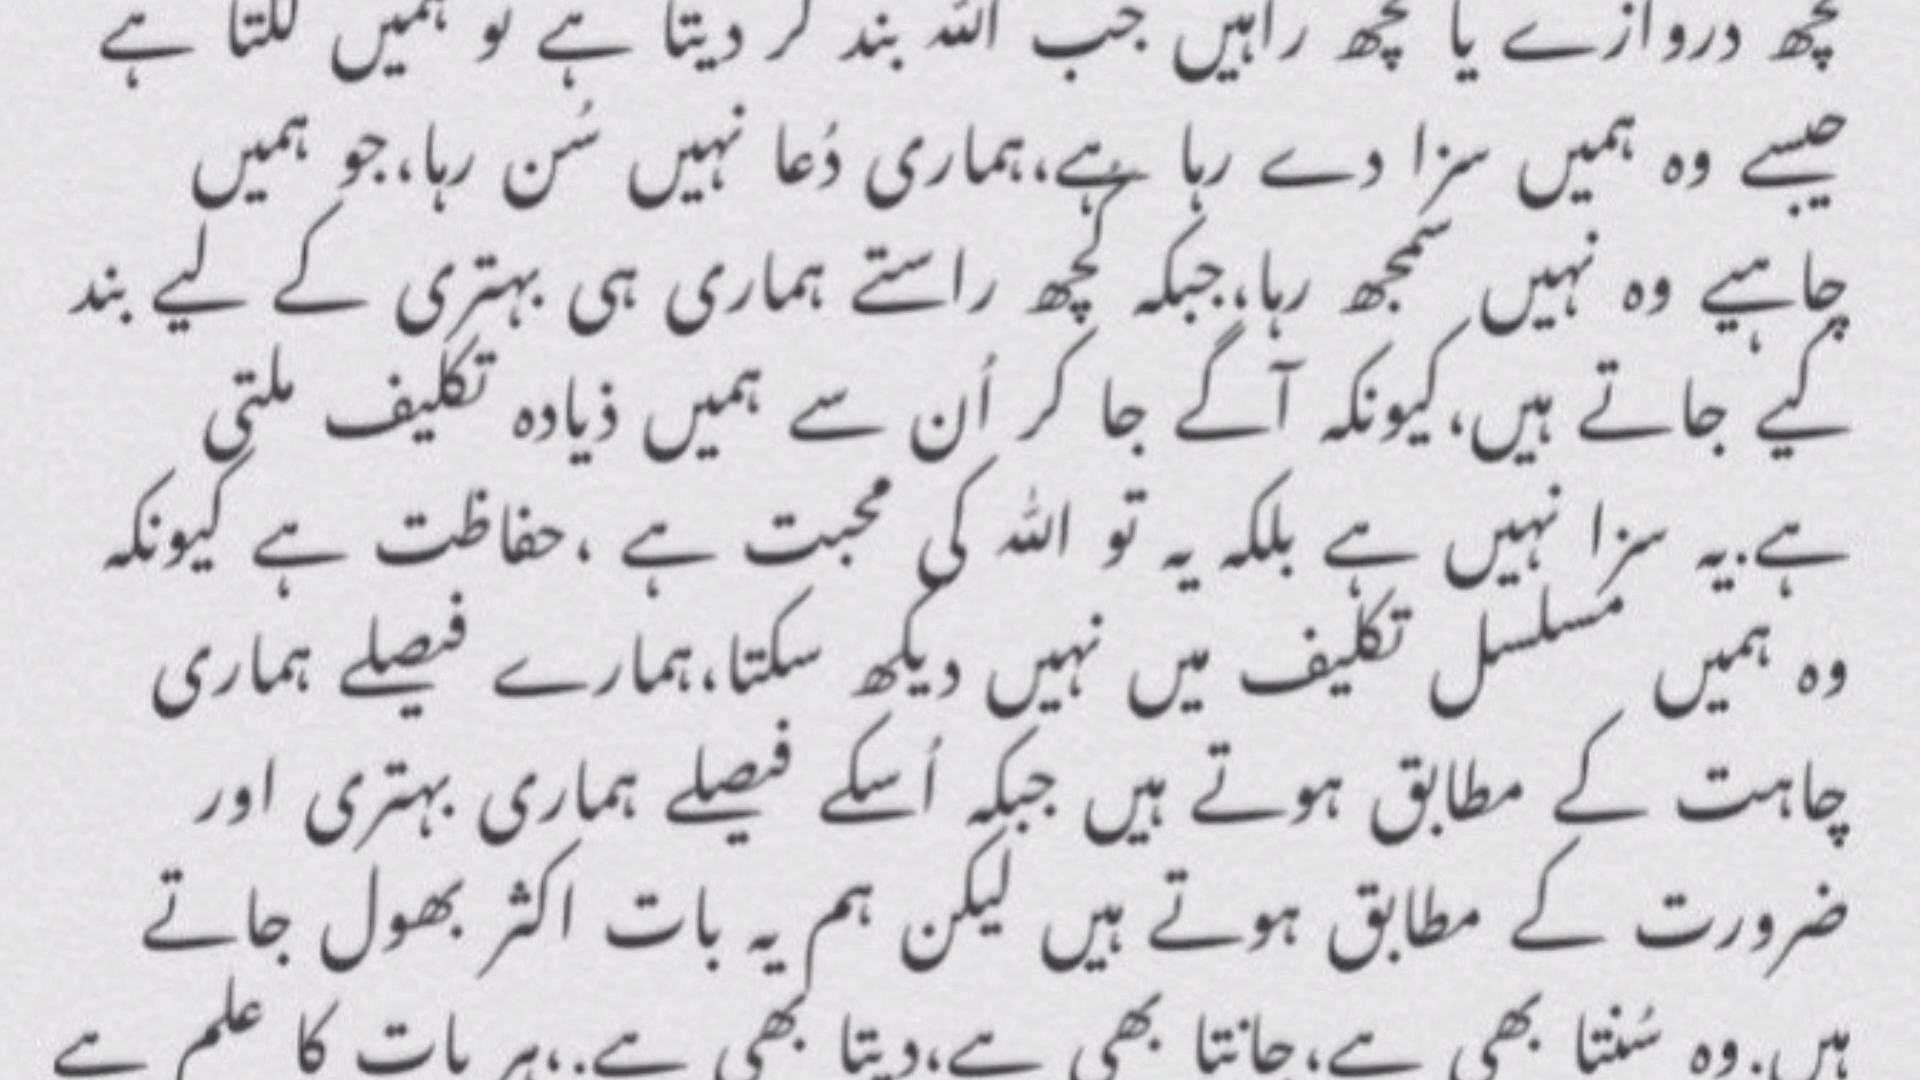 کچھ دروازے یا کچھ راہیں جب اللہ بند کر دیتا ہے تو ہمیں لگتا ہے
جیسے وہ ہمیں سزا دے رہا ہے،ہماری دُعا نہیں سُن رہا،جو ہمیں
چاہیے وہ نہیں سمجھ رہا،جبکہ کچھ راستے ہماری ہی بہتری کے لیے بند
کیے جاتے ہیں،کیونکہ آگے جا کر اُن سے ہمیں ذیادہ تکلیف ملتی
ہے.یہ سزا نہیں ہے بلکہ یہ تو اللہ کی محبت ہے ،حفاظت ہے کیونکہ
وہ ہمیں مسلسل تکلیف میں نہیں دیکھ سکتا،ہمارے فیصلے ہماری
چاہت کے مطابق ہوتے ہیں جبکہ اُسکے فیصلے ہماری بہتری اور
ضرورت کے مطابق ہوتے ہیں لیکن ہم یہ بات اکثر بھول جاتے
ہیں.وہ سُنتا بھی ہے،جانتا بھی ہے،دیتا بھی ہے.،ہر بات کا علم ہے